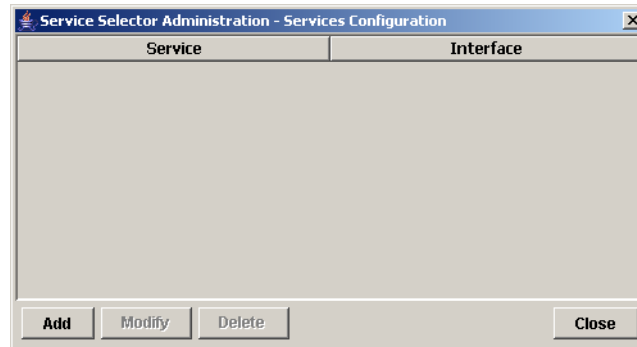 Service Selector Administration - Services Configuration
Service Interface
Add Modify Delete Close